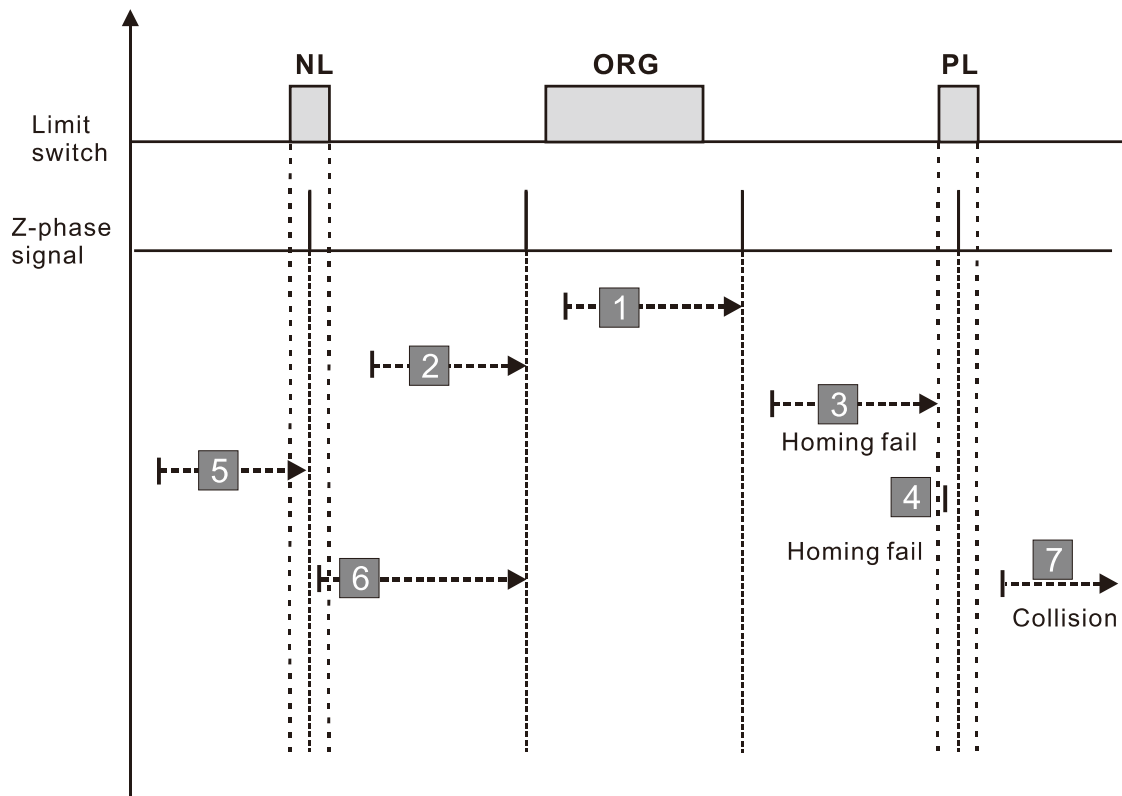 NL
ORG
PL
Limit
switch
Z-phase
signal
1
2
3
Homing fail
5
4
Homing fail
7
6
Collision